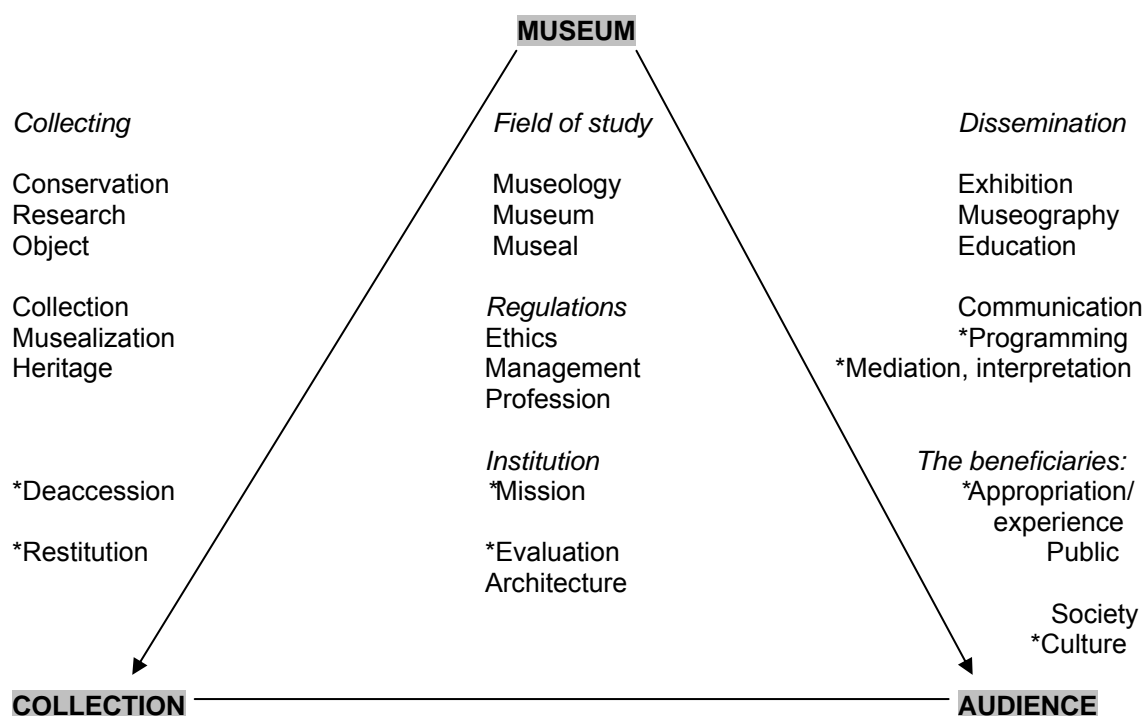 MUSEUM
Collecting
Conservation
Research
Object
Collection
Musealization
Heritage
*Deaccession
*Restitution
Field of study
Museology
Museum
Museal
Regulations
Ethics
Management
Profession
Institution
*Mission
*Evaluation
Architecture
Dissemination
Exhibition
Museography
Education
Communication
*Programming
*Mediation, interpretation
The beneficiaries:
*Appropriation/
experience
Public
Society
*Culture
COLLECTION
AUDIENCE